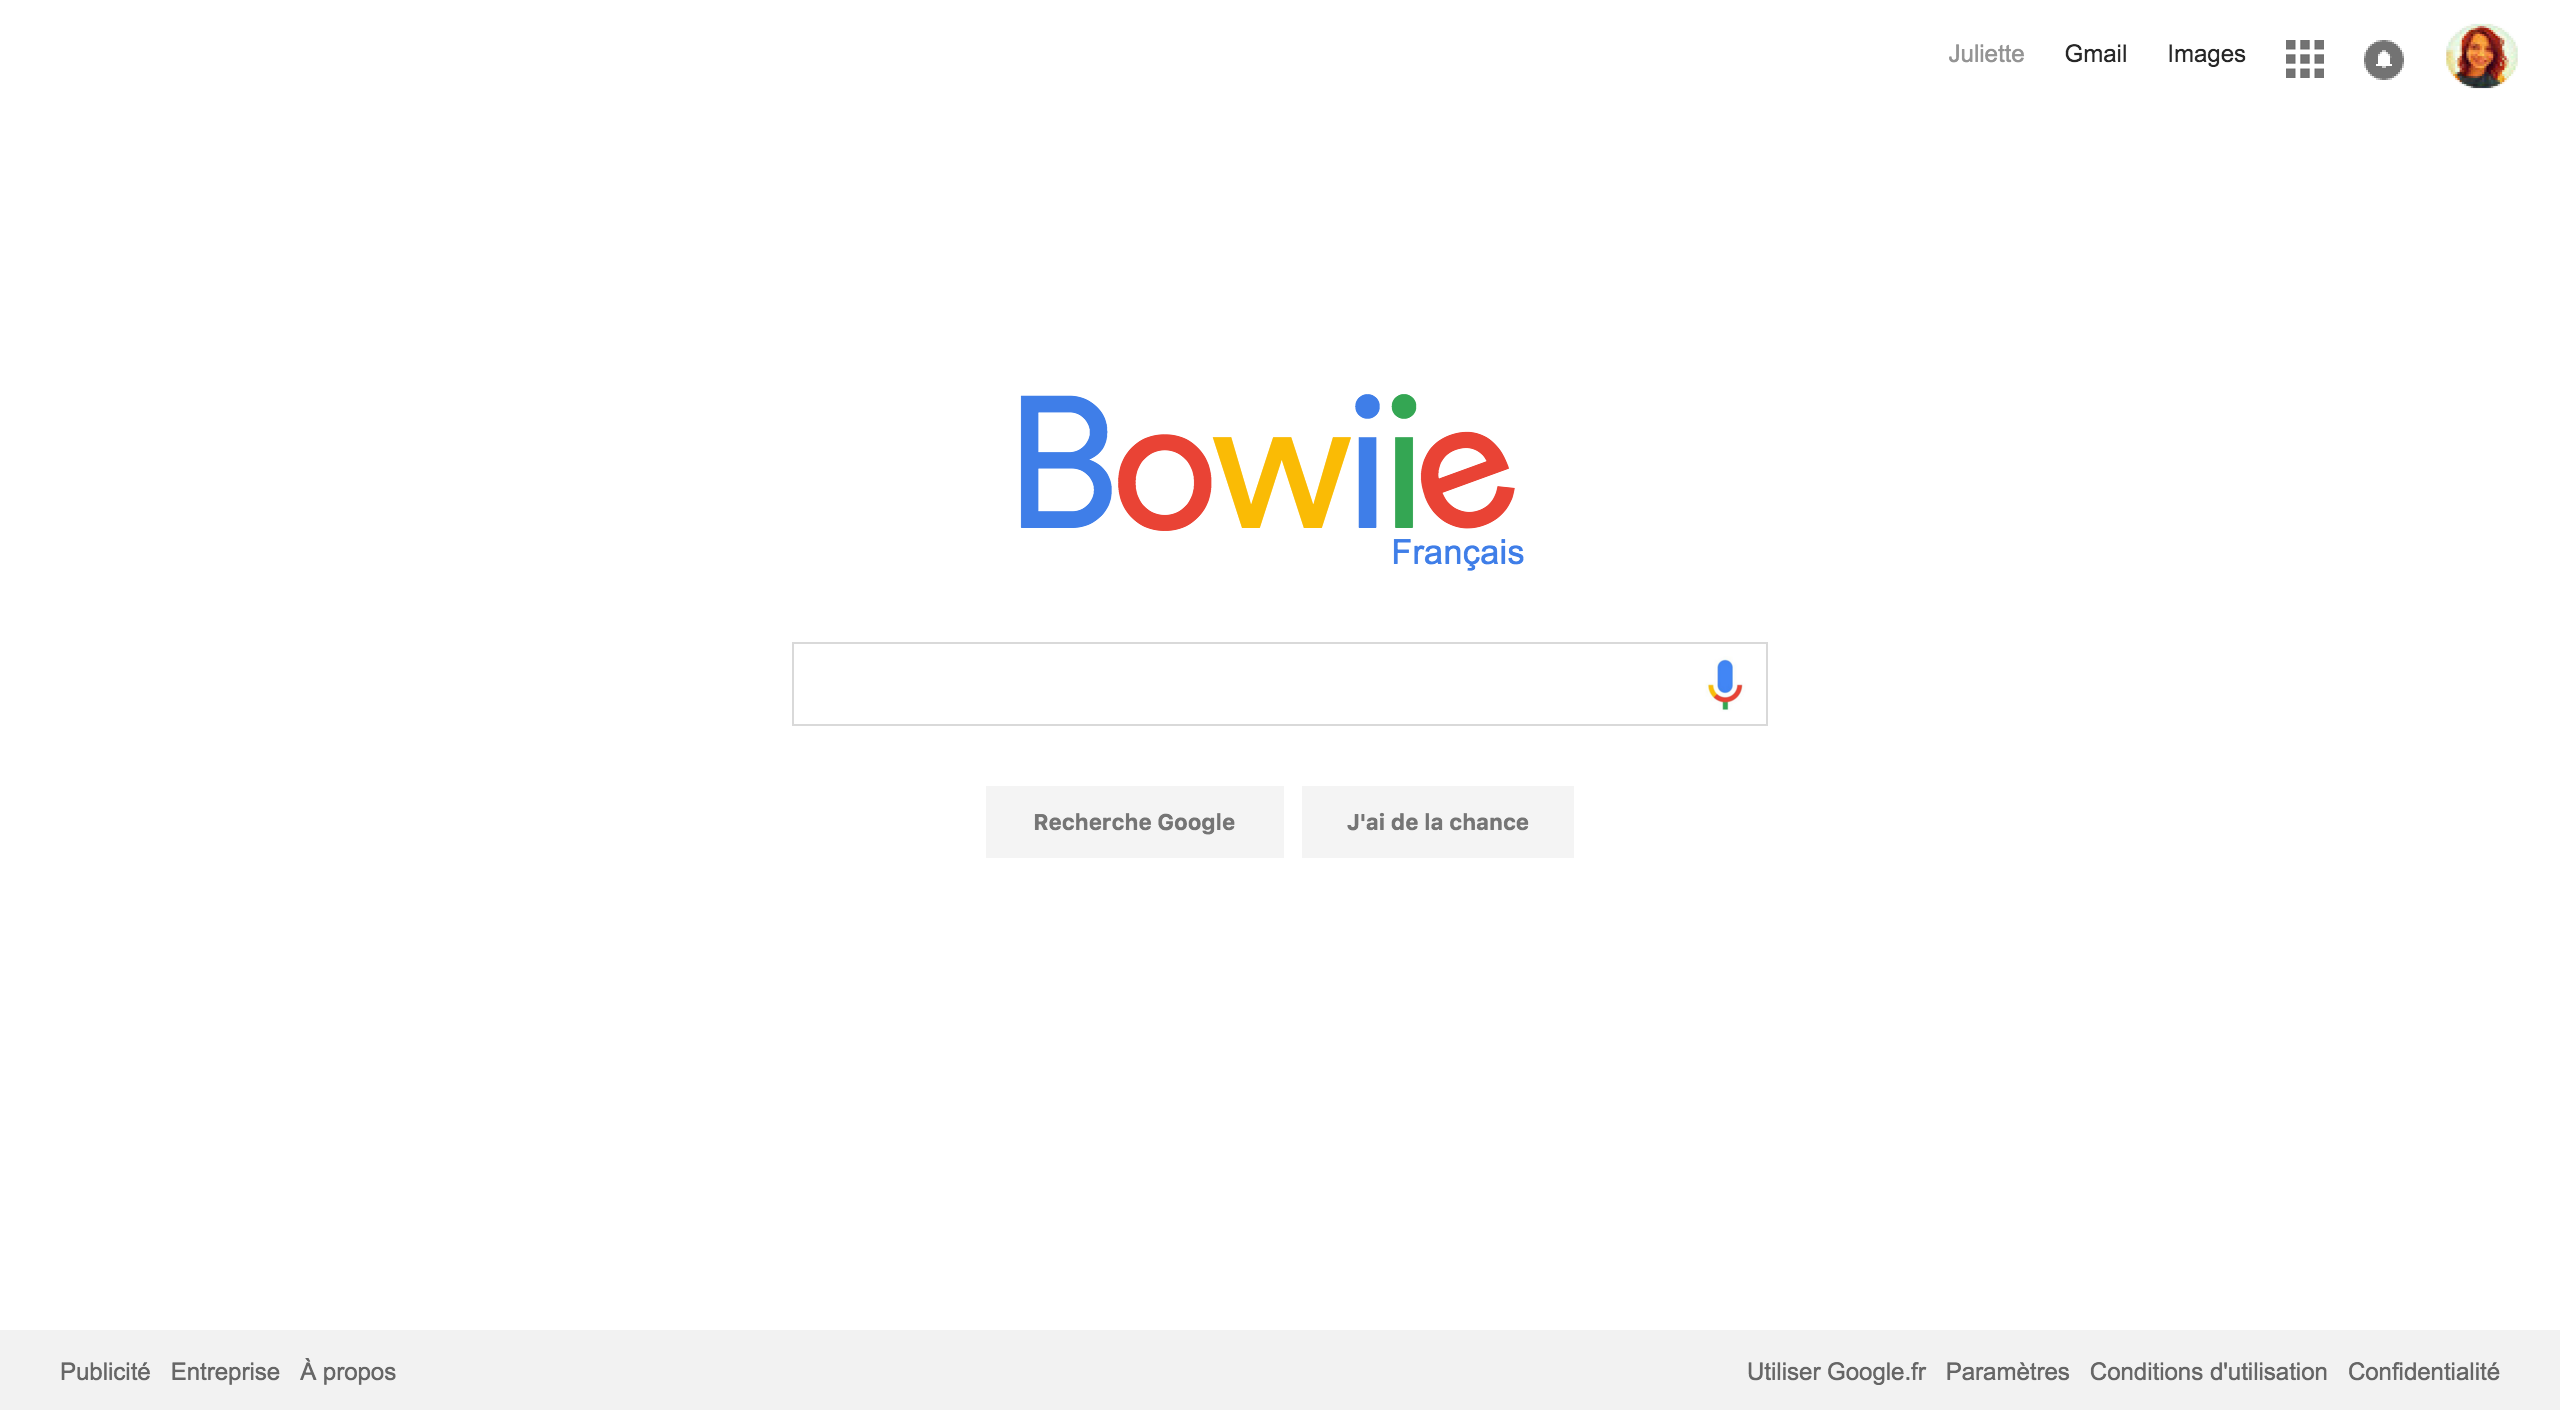 Juliette Gmail Images
Bowiie
Français
Recherche Google J'ai de la chance
Publicité Entreprise À propos Utiliser Google.fr Paramètres Conditions d'utilisation Confidentialité